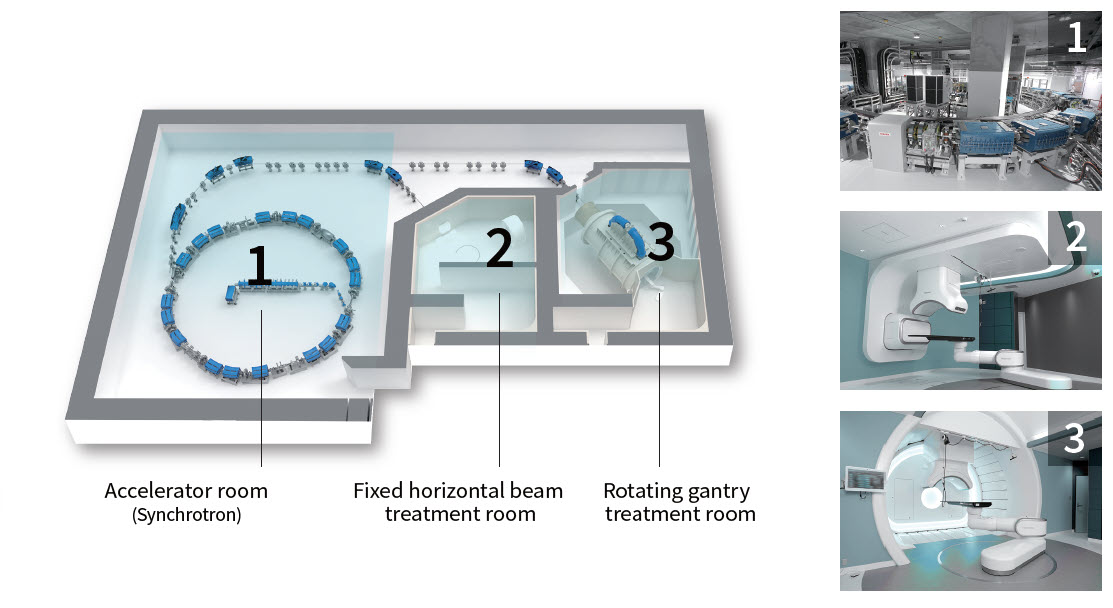 1
2
3
Accelerator room
(Synchrotron)
Fixed horizontal beam
treatment room
Rotating gantry
treatment room
1
2
3